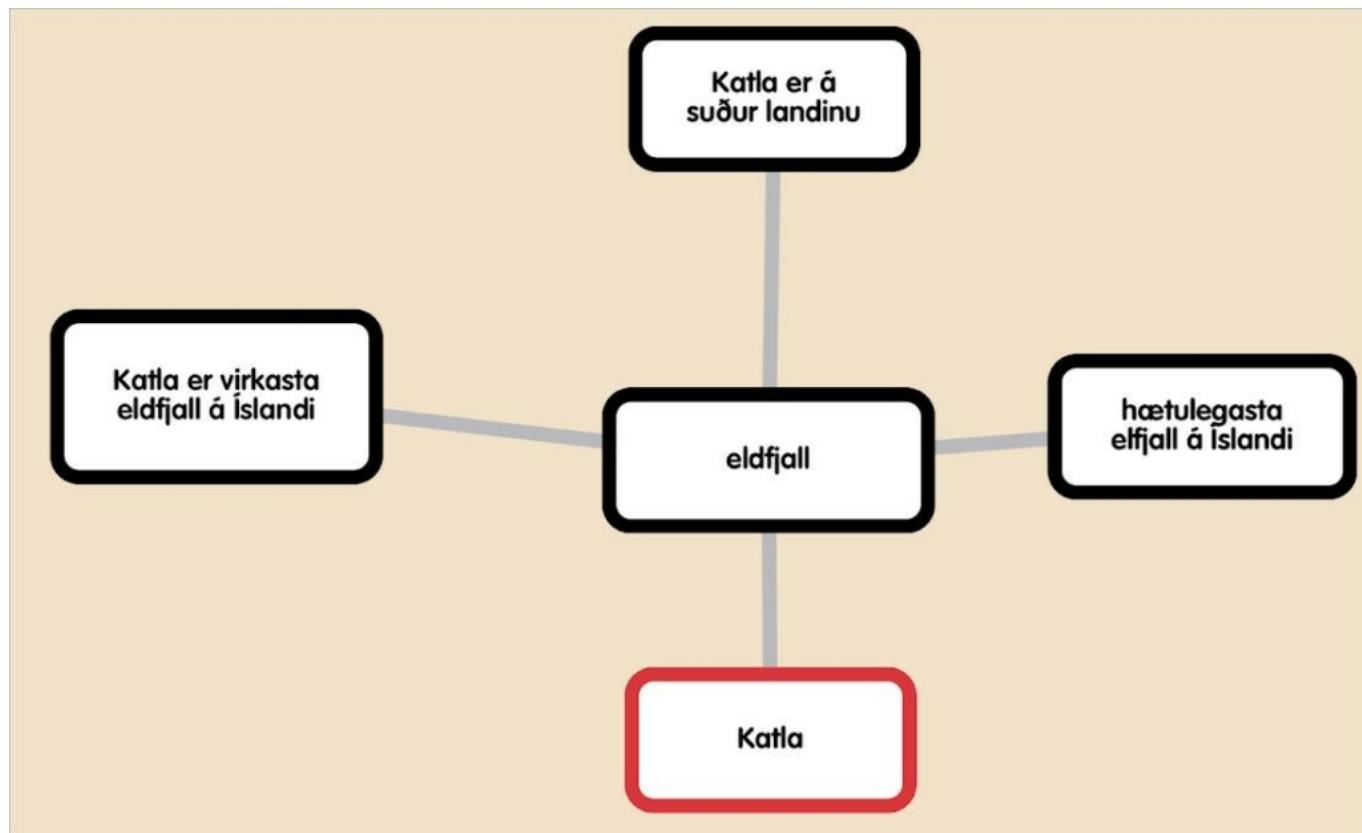 Katla er á
suður landinu
Katla er virkasta
eldfjall á Íslandi
hætulegasta
elfjall á Íslandi
eldfjall
Katla